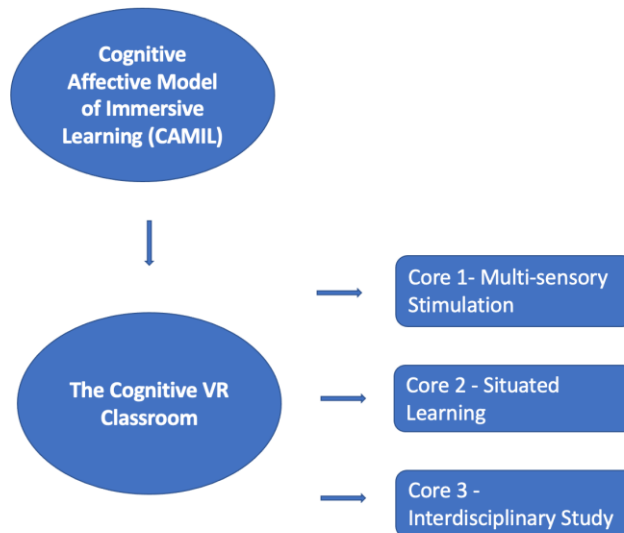 Cognitive
Affective Model
of Immersive
Learning (CAMIL)
Core 1- Multi-sensory
Stimulation
The Cognitive VR
Classroom
Core 2 - Situated
Learning
Core 3 -
Interdisciplinary Study